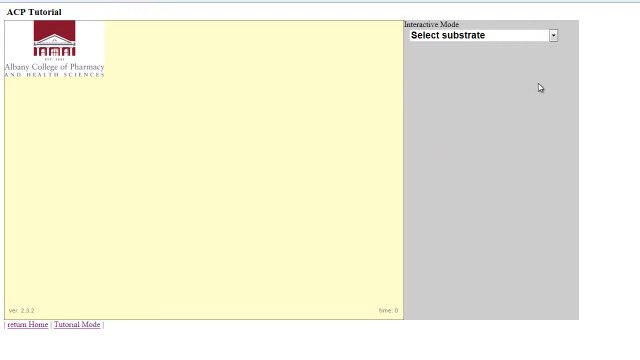 ACP Tutorial
Interactive Mode
Select substrate
EST. 1881
Albany College of Pharmacy
AND HEALTH SCIENCES
ver. 2.3.2
time: 0
| return Home | Tutorial Mode |